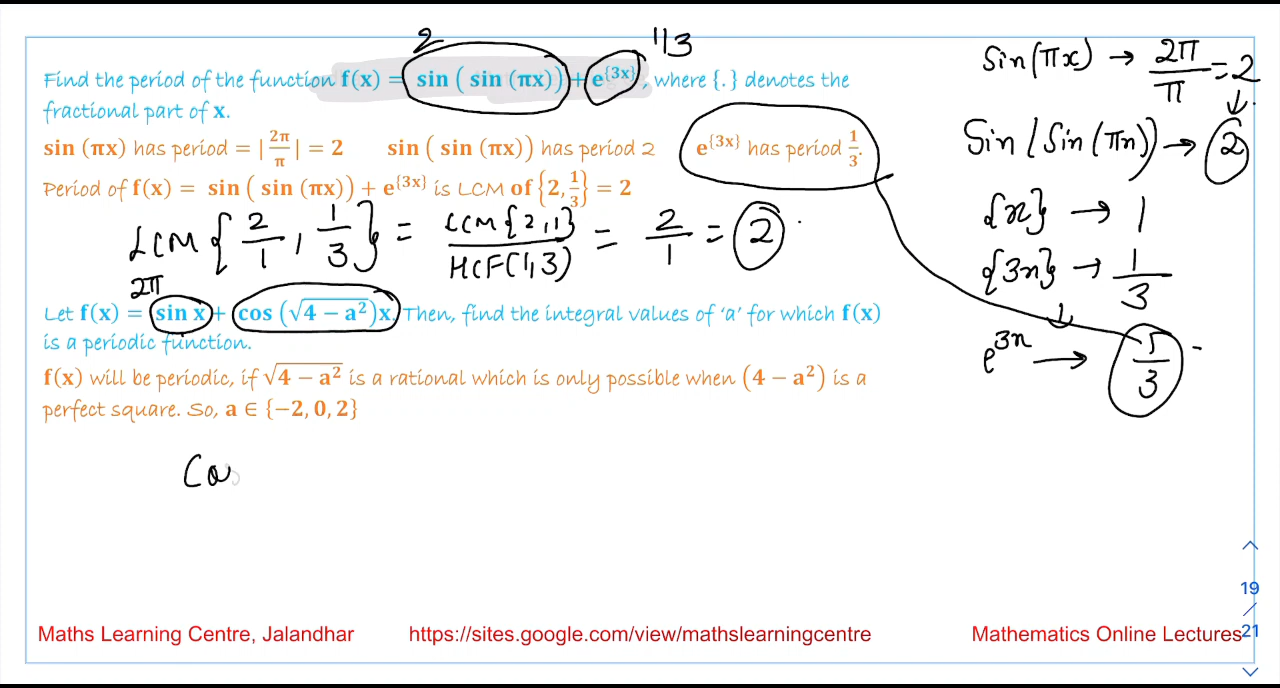 2
1/3
Find the period of the function f(x) = sin ( sin (πx)) + e^{3x}, where {.} denotes the
fractional part of x.
sin (πx) has period = |2π/π| = 2 sin ( sin (πx)) has period 2 e^{3x} has period 1/3.
Period of f(x) = sin ( sin (πx)) + e^{3x} is LCM of {2, 1/3} = 2
LCM {2/1, 1/3} = LCM{2,1}/HCF(1,3) = 2/1 = 2
2π
Let f(x) = sin x + cos (√4 − a²)x. Then, find the integral values of ‘a’ for which f(x)
is a periodic function.
f(x) will be periodic, if √4 − a² is a rational which is only possible when (4 − a²) is a
perfect square. So, a ∈ {−2, 0, 2}
Cos
Sin(πx) → 2π/π = 2
↓
Sin(Sin(πx)) → 2
{x} → 1
{3x} → 1/3
↓
e^3x → 1/3
19
/
21
Maths Learning Centre, Jalandhar https://sites.google.com/view/mathslearningcentre Mathematics Online Lectures